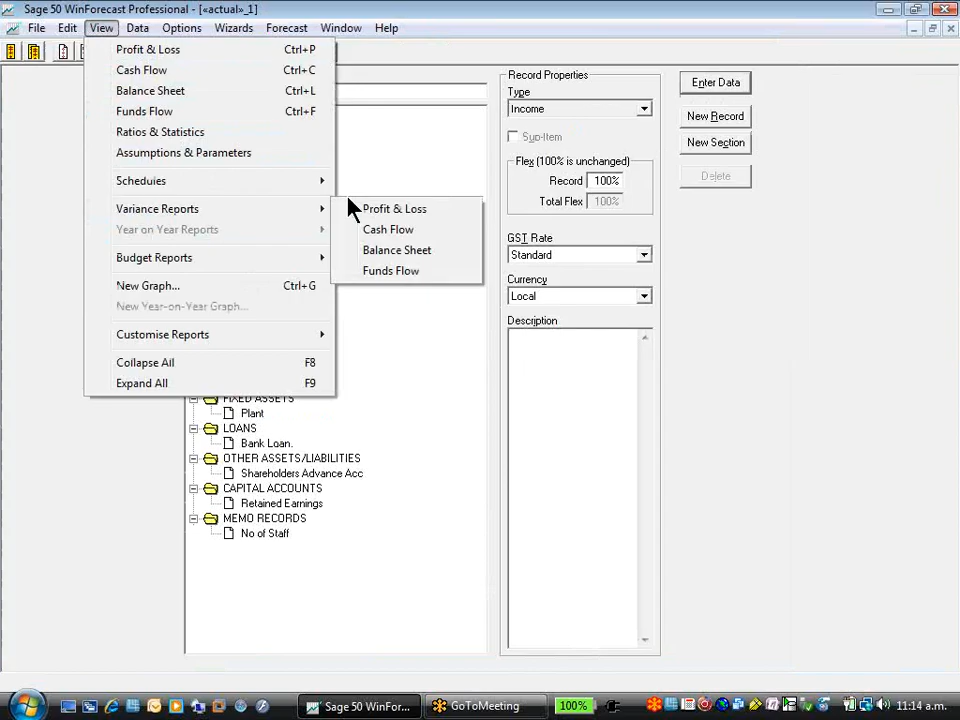 Sage 50 WinForecast Professional - [«actual»_1]
File Edit View Data Options Wizards Forecast Window Help
Profit & Loss Ctrl+P
Cash Flow Ctrl+C
Balance Sheet Ctrl+L
Funds Flow Ctrl+F
Ratios & Statistics
Assumptions & Parameters
Schedules
Variance Reports
Year on Year Reports
Budget Reports
New Graph... Ctrl+G
New Year-on-Year Graph...
Customise Reports
Collapse All F8
Expand All F9
Profit & Loss
Cash Flow
Balance Sheet
Funds Flow
FIXED ASSETS
Plant
LOANS
Bank Loan.
OTHER ASSETS/LIABILITIES
Shareholders Advance Acc
CAPITAL ACCOUNTS
Retained Earnings
MEMO RECORDS
No of Staff
Record Properties
Type
Income
Sub-Item
Flex (100% is unchanged)
Record 100%
Total Flex 100%
GST Rate
Standard
Currency
Local
Description
Enter Data
New Record
New Section
Delete
Sage 50 WinFor...
GoToMeeting
100%
11:14 a.m.